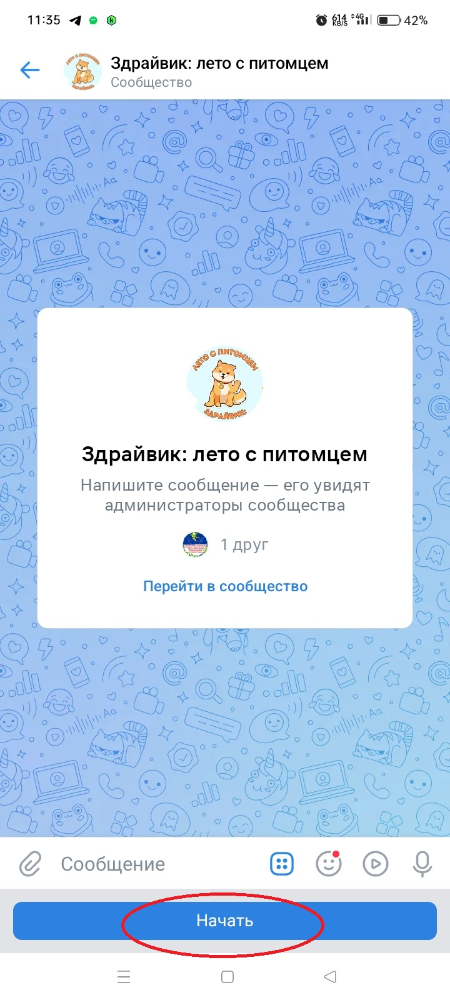 11:35
614
KB/S
4G
42%
Здрайвик: лето с питомцем
Сообщество
ЛЕТО С ПИТОМЦЕМ
ЗДРАЙВИК:
Здрайвик: лето с питомцем
Напишите сообщение — его увидят
администраторы сообщества
1 друг
Перейти в сообщество
Сообщение
Начать